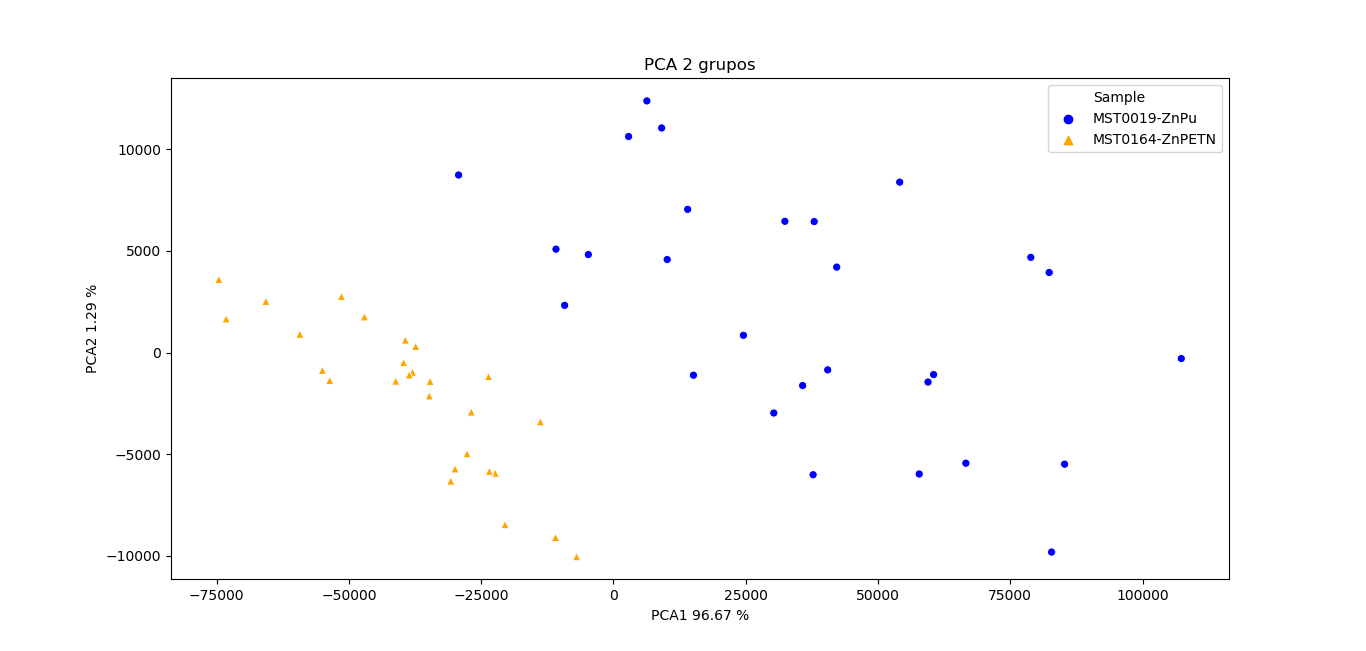 PCA 2 grupos
Sample
MST0019-ZnPu
MST0164-ZnPETN
10000
5000
0
−5000
−10000
PCA2 1.29 %
−75000
−50000
−25000
0
25000
50000
75000
100000
PCA1 96.67 %